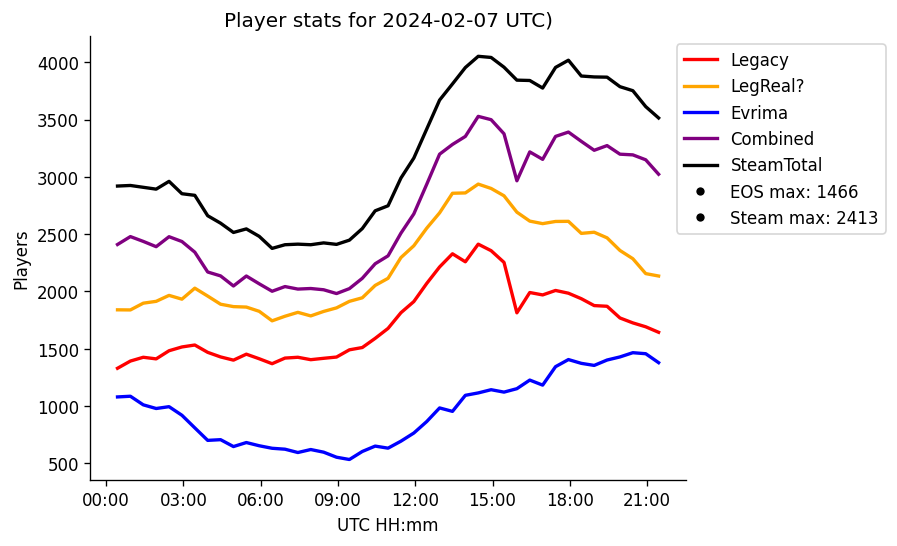 Player stats for 2024-02-07 UTC)
Legacy
LegReal?
Evrima
Combined
SteamTotal
EOS max: 1466
Steam max: 2413
Players
4000
3500
3000
2500
2000
1500
1000
500
00:00 03:00 06:00 09:00 12:00 15:00 18:00 21:00
UTC HH:mm